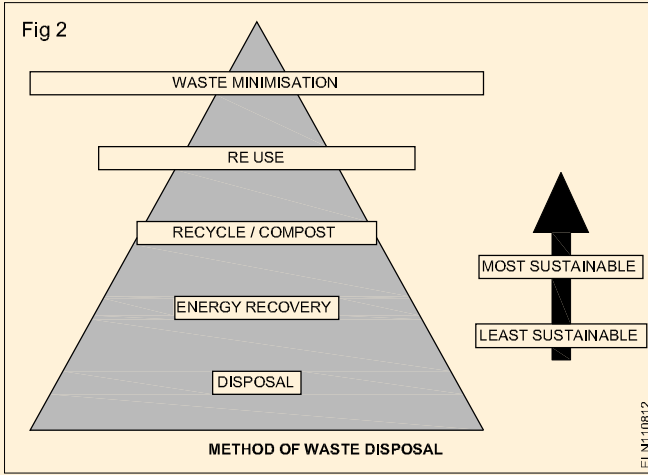 Fig 2
WASTE MINIMISATION
RE USE
RECYCLE / COMPOST
ENERGY RECOVERY
DISPOSAL
METHOD OF WASTE DISPOSAL
MOST SUSTAINABLE
LEAST SUSTAINABLE
ELN110812